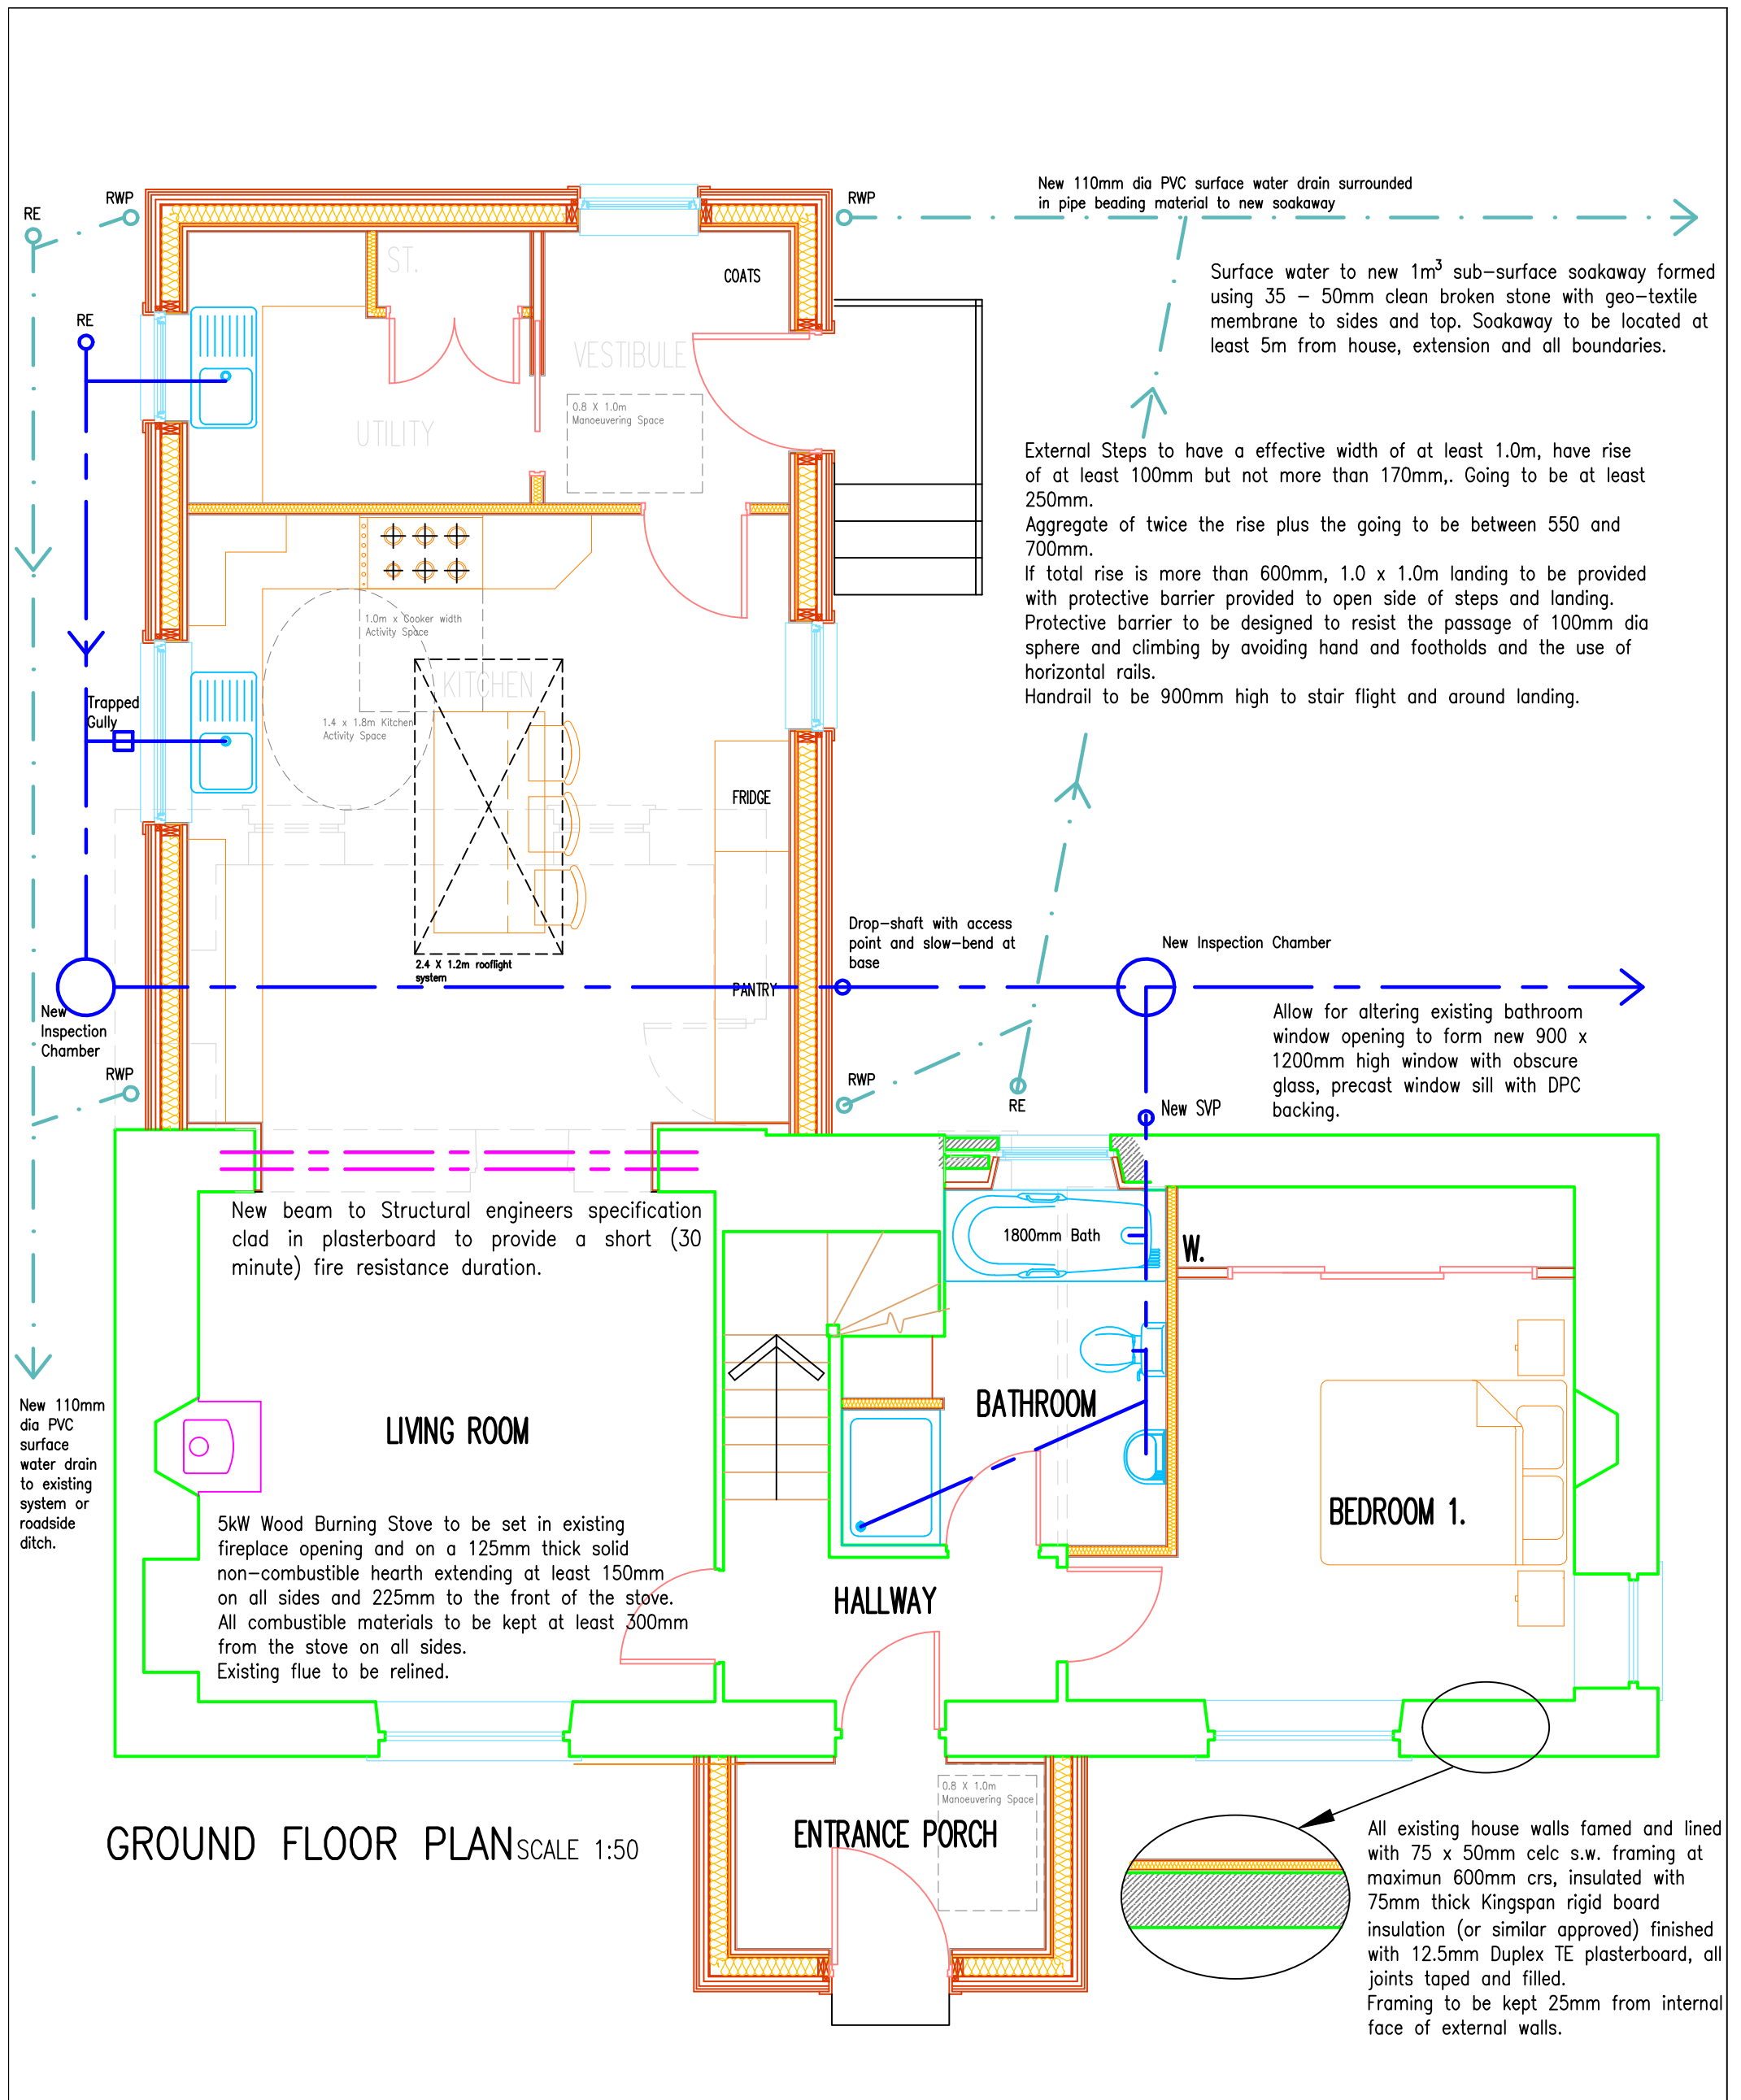 New 110mm dia PVC surface water drain surrounded
in pipe beading material to new soakaway
RWP
RWP
RE
Surface water to new 1m³ sub-surface soakaway formed
using 35 - 50mm clean broken stone with geo-textile
membrane to sides and top. Soakaway to be located at
least 5m from house, extension and all boundaries.
ST.
COATS
RE
VESTIBULE
0.8 X 1.0m
Manoeuvering Space
UTILITY
External Steps to have a effective width of at least 1.0m, have rise
of at least 100mm but not more than 170mm,. Going to be at least
250mm.
Aggregate of twice the rise plus the going to be between 550 and
700mm.
If total rise is more than 600mm, 1.0 x 1.0m landing to be provided
with protective barrier provided to open side of steps and landing.
Protective barrier to be designed to resist the passage of 100mm dia
sphere and climbing by avoiding hand and footholds and the use of
horizontal rails.
Handrail to be 900mm high to stair flight and around landing.
1.0m x Cooker width
Activity Space
KITCHEN
Trapped
Gully
1.4 x 1.8m Kitchen
Activity Space
FRIDGE
Drop-shaft with access
point and slow-bend at
base
New Inspection Chamber
2.4 X 1.2m rooflight
system
PANTRY
New
Inspection
Chamber
Allow for altering existing bathroom
window opening to form new 900 x
1200mm high window with obscure
glass, precast window sill with DPC
backing.
RWP
RWP
RE
New SVP
New beam to Structural engineers specification
clad in plasterboard to provide a short (30
minute) fire resistance duration.
1800mm Bath
W.
New 110mm
dia PVC
surface
water drain
to existing
system or
roadside
ditch.
LIVING ROOM
BATHROOM
BEDROOM 1.
5kW Wood Burning Stove to be set in existing
fireplace opening and on a 125mm thick solid
non-combustible hearth extending at least 150mm
on all sides and 225mm to the front of the stove.
All combustible materials to be kept at least 300mm
from the stove on all sides.
Existing flue to be relined.
HALLWAY
0.8 X 1.0m
Manoeuvering Space
ENTRANCE PORCH
GROUND FLOOR PLAN SCALE 1:50
All existing house walls famed and lined
with 75 x 50mm celc s.w. framing at
maximun 600mm crs, insulated with
75mm thick Kingspan rigid board
insulation (or similar approved) finished
with 12.5mm Duplex TE plasterboard, all
joints taped and filled.
Framing to be kept 25mm from internal
face of external walls.